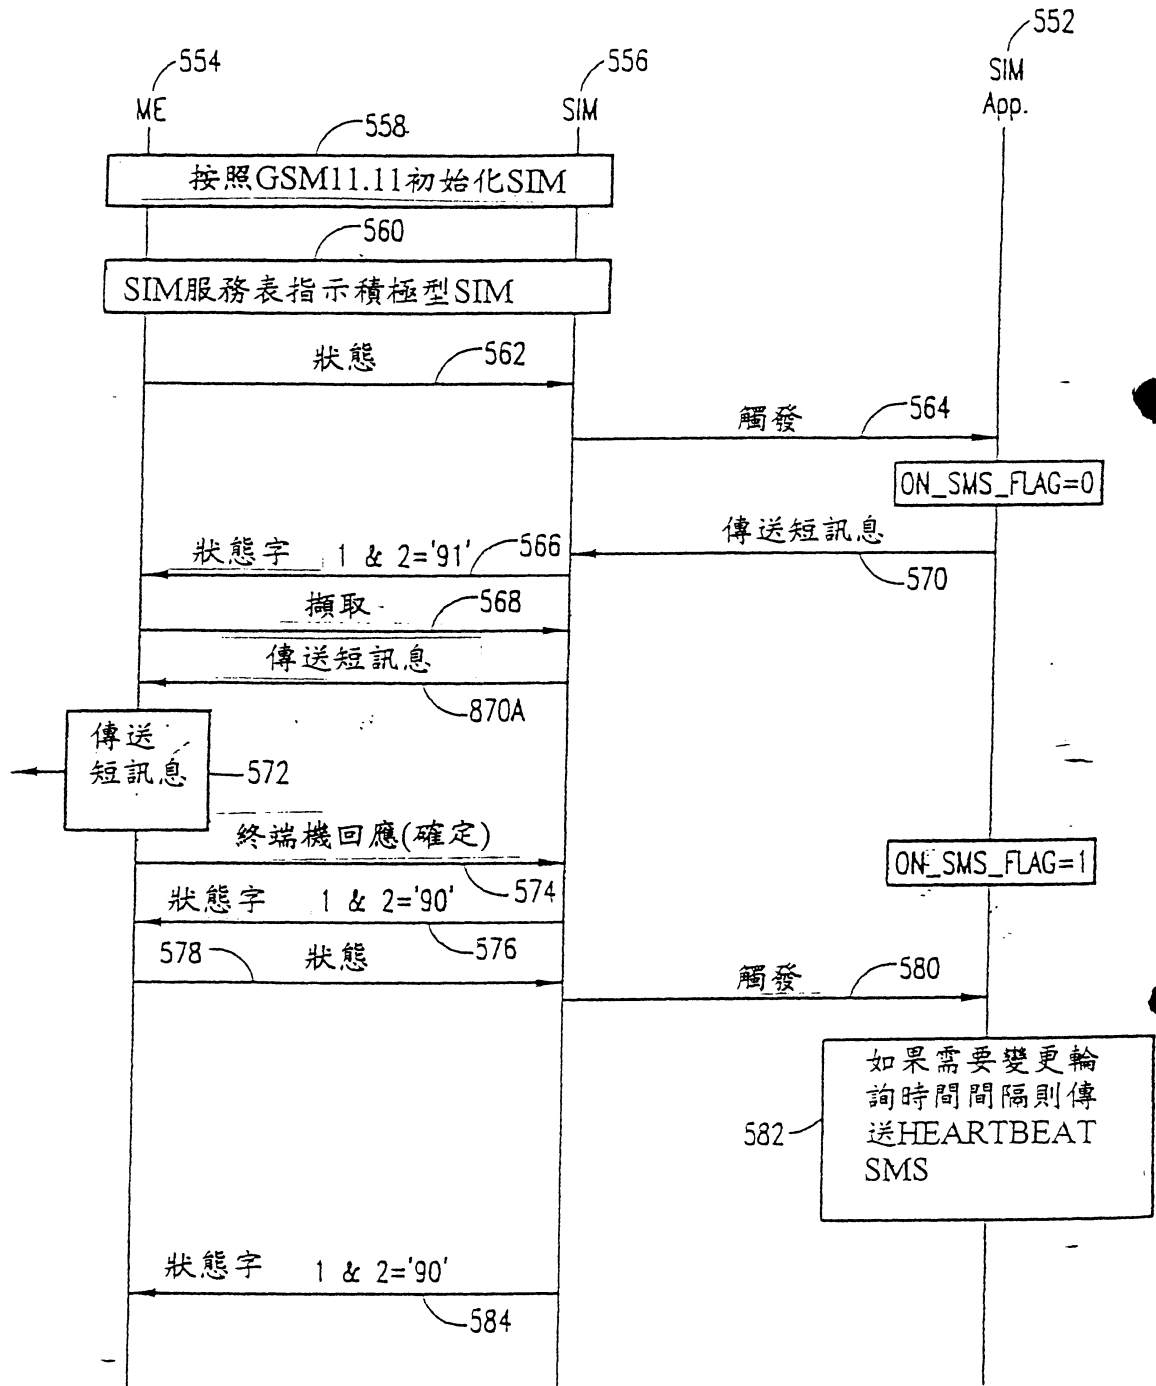 552
554
556
SIM
App.
ME
SIM
558
按照GSM11.11初始化SIM
560
SIM服務表指示積極型SIM
狀態
562
觸發
564
ON_SMS_FLAG=0
傳送短訊息
狀態字 1 & 2='91'
566
570
擷取
568
傳送短訊息
870A
傳送
短訊息
572
終端機回應(確定)
ON_SMS_FLAG=1
574
狀態字 1 & 2='90'
576
578
狀態
觸發
580
如果需要變更輪
詢時間間隔則傳
送HEARTBEAT
SMS
582
狀態字 1 & 2='90'
584